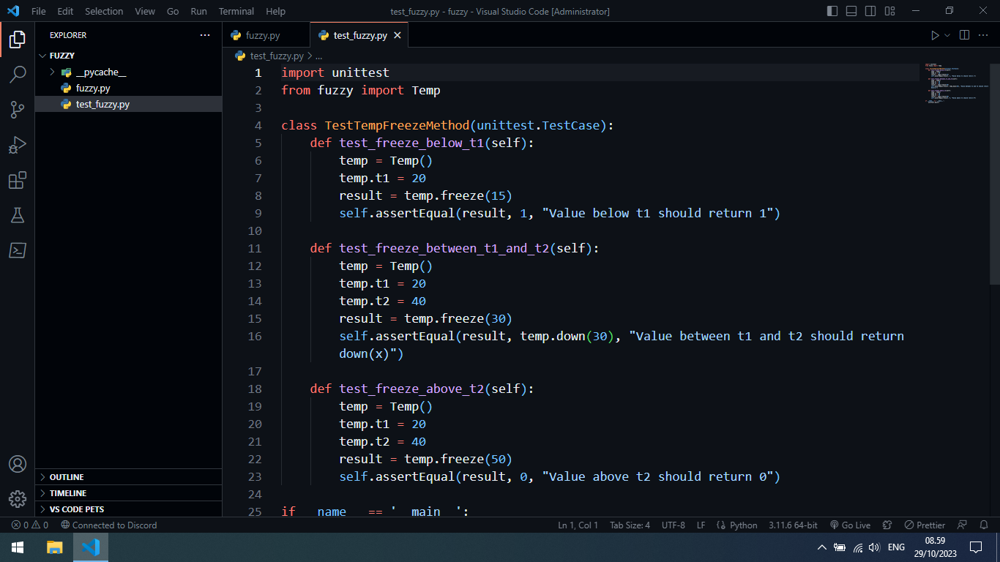 File Edit Selection View Go Run Terminal Help
test_fuzzy.py - fuzzy - Visual Studio Code [Administrator]
EXPLORER
FUZZY
__pycache__
fuzzy.py
test_fuzzy.py
OUTLINE
TIMELINE
VS CODE PETS
fuzzy.py
test_fuzzy.py
test_fuzzy.py > ...
1 import unittest
2 from fuzzy import Temp
3
4 class TestTempFreezeMethod(unittest.TestCase):
5 def test_freeze_below_t1(self):
6 temp = Temp()
7 temp.t1 = 20
8 result = temp.freeze(15)
9 self.assertEqual(result, 1, "Value below t1 should return 1")
10
11 def test_freeze_between_t1_and_t2(self):
12 temp = Temp()
13 temp.t1 = 20
14 temp.t2 = 40
15 result = temp.freeze(30)
16 self.assertEqual(result, temp.down(30), "Value between t1 and t2 should return
down(x)")
17
18 def test_freeze_above_t2(self):
19 temp = Temp()
20 temp.t1 = 20
21 temp.t2 = 40
22 result = temp.freeze(50)
23 self.assertEqual(result, 0, "Value above t2 should return 0")
24
25 if __name__ == '__main__':
0 0 Connected to Discord
Ln 1, Col 1 Tab Size: 4 UTF-8 LF Python 3.11.6 64-bit Go Live Prettier
ENG
08.59
29/10/2023